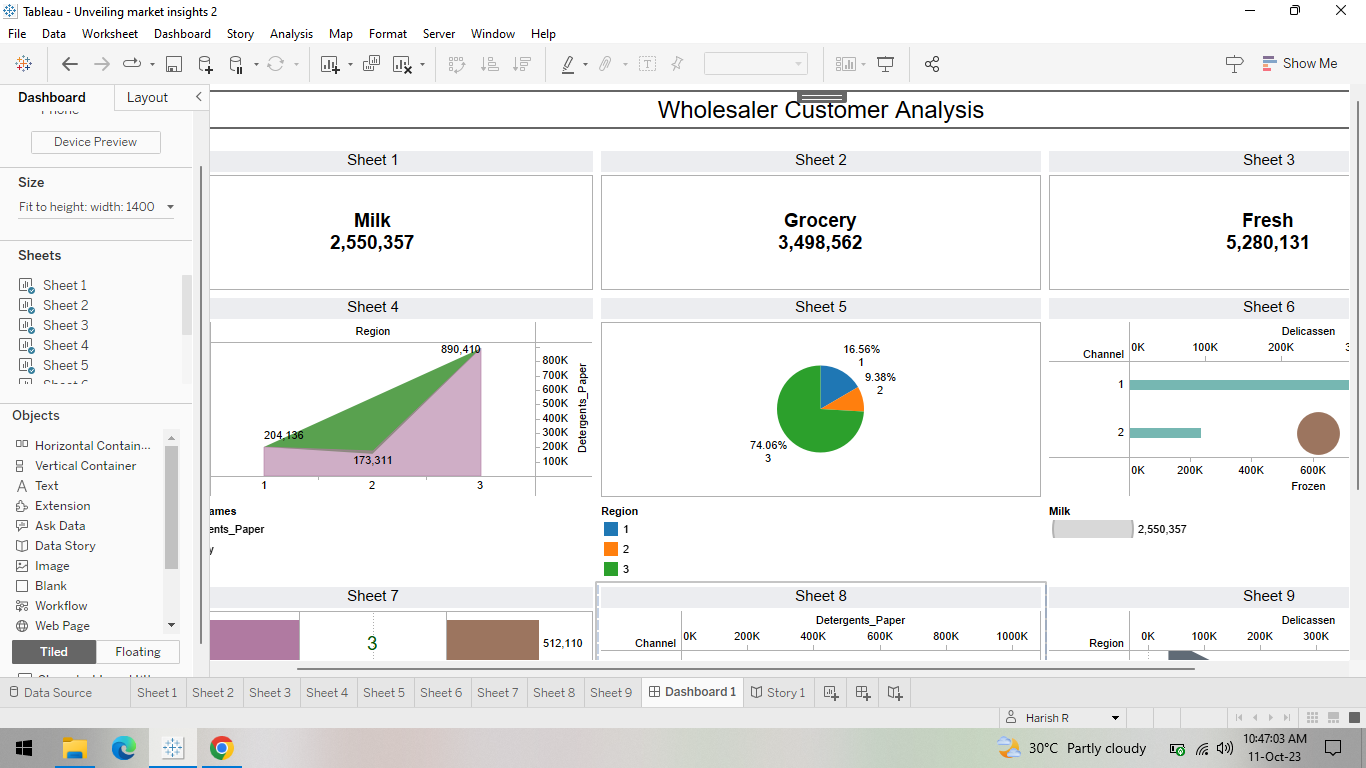 Tableau - Unveiling market insights 2
File Data Worksheet Dashboard Story Analysis Map Format Server Window Help
Show Me
Dashboard Layout
Device Preview
Size
Fit to height: width: 1400
Sheets
Sheet 1
Sheet 2
Sheet 3
Sheet 4
Sheet 5
Objects
Horizontal Contain...
Vertical Container
Text
Extension
Ask Data
Data Story
Image
Blank
Workflow
Web Page
Tiled Floating
Wholesaler Customer Analysis
Sheet 1 Sheet 2 Sheet 3
Milk Grocery Fresh
2,550,357 3,498,562 5,280,131
Sheet 4
Region
890,410
204,136
173,311
800K
700K
600K
500K
400K
300K
200K
100K
Detergents_Paper
1 2 3
ames
ents_Paper
y
Sheet 5
16.56%
1
9.38%
2
74.06%
3
Region
1
2
3
Sheet 6
Delicassen
Channel 0K 100K 200K 3
1
2
0K 200K 400K 600K
Frozen
Milk
2,550,357
Sheet 7
3 512,110
Sheet 8
Detergents_Paper
Channel 0K 200K 400K 600K 800K 1000K
Sheet 9
Delicassen
Region 0K 100K 200K 300K
Data Source Sheet 1 Sheet 2 Sheet 3 Sheet 4 Sheet 5 Sheet 6 Sheet 7 Sheet 8 Sheet 9 Dashboard 1 Story 1
Harish R
30°C Partly cloudy
10:47:03 AM
11-Oct-23